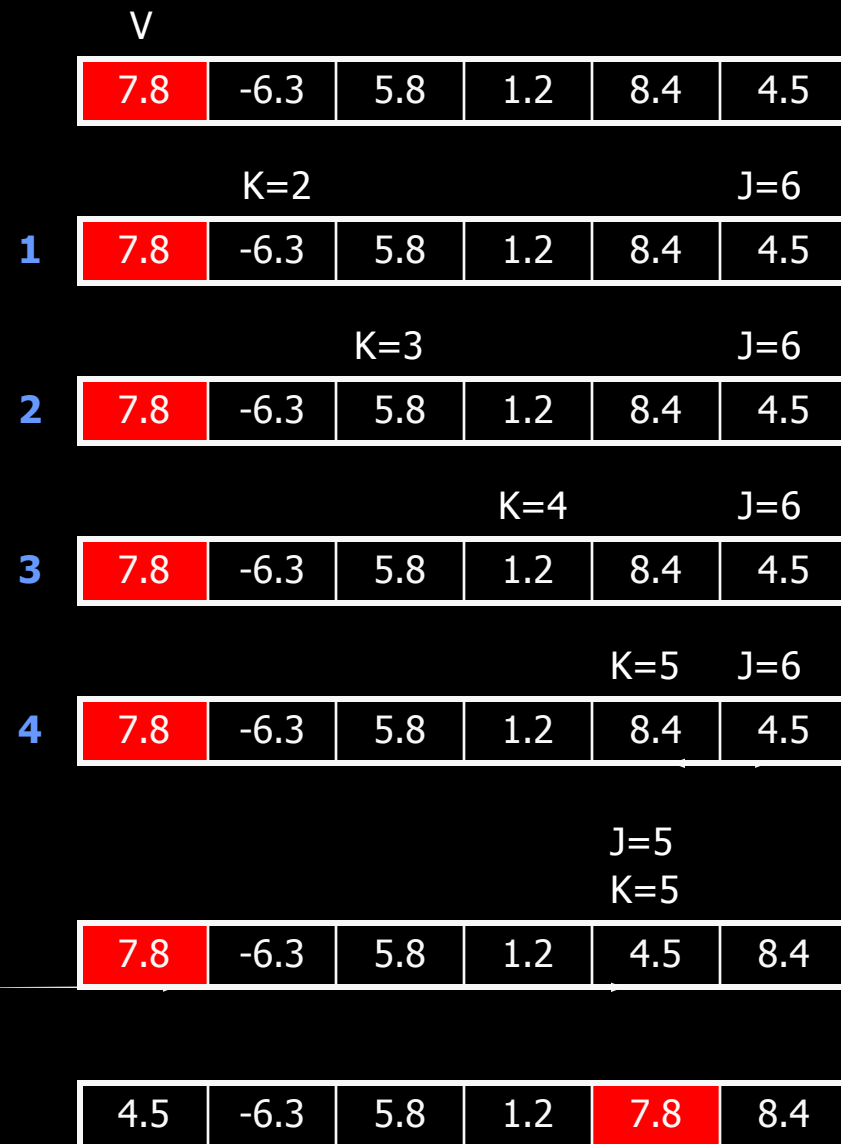 V
7.8 -6.3 5.8 1.2 8.4 4.5
K=2 J=6
1 7.8 -6.3 5.8 1.2 8.4 4.5
K=3 J=6
2 7.8 -6.3 5.8 1.2 8.4 4.5
K=4 J=6
3 7.8 -6.3 5.8 1.2 8.4 4.5
K=5 J=6
4 7.8 -6.3 5.8 1.2 8.4 4.5
J=5
K=5
7.8 -6.3 5.8 1.2 4.5 8.4
4.5 -6.3 5.8 1.2 7.8 8.4